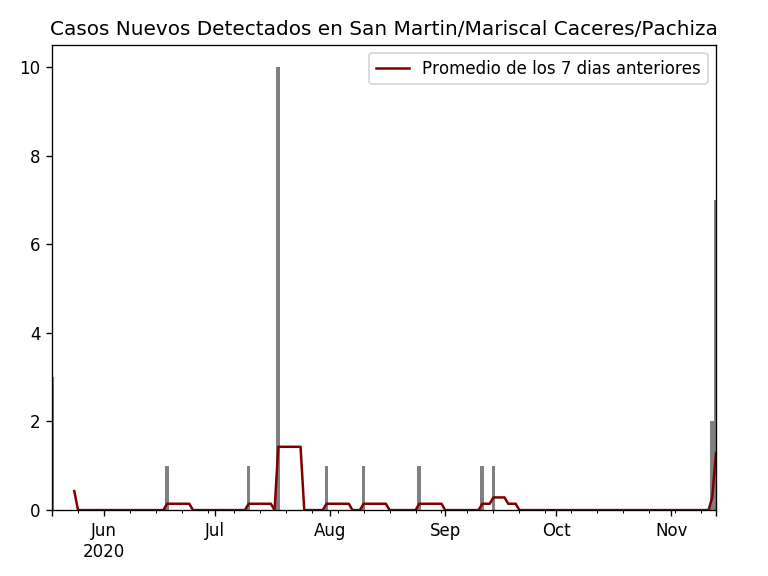 Casos Nuevos Detectados en San Martin/Mariscal Caceres/Pachiza
Promedio de los 7 dias anteriores
10
8
6
4
2
0
Jun Jul Aug Sep Oct Nov
2020